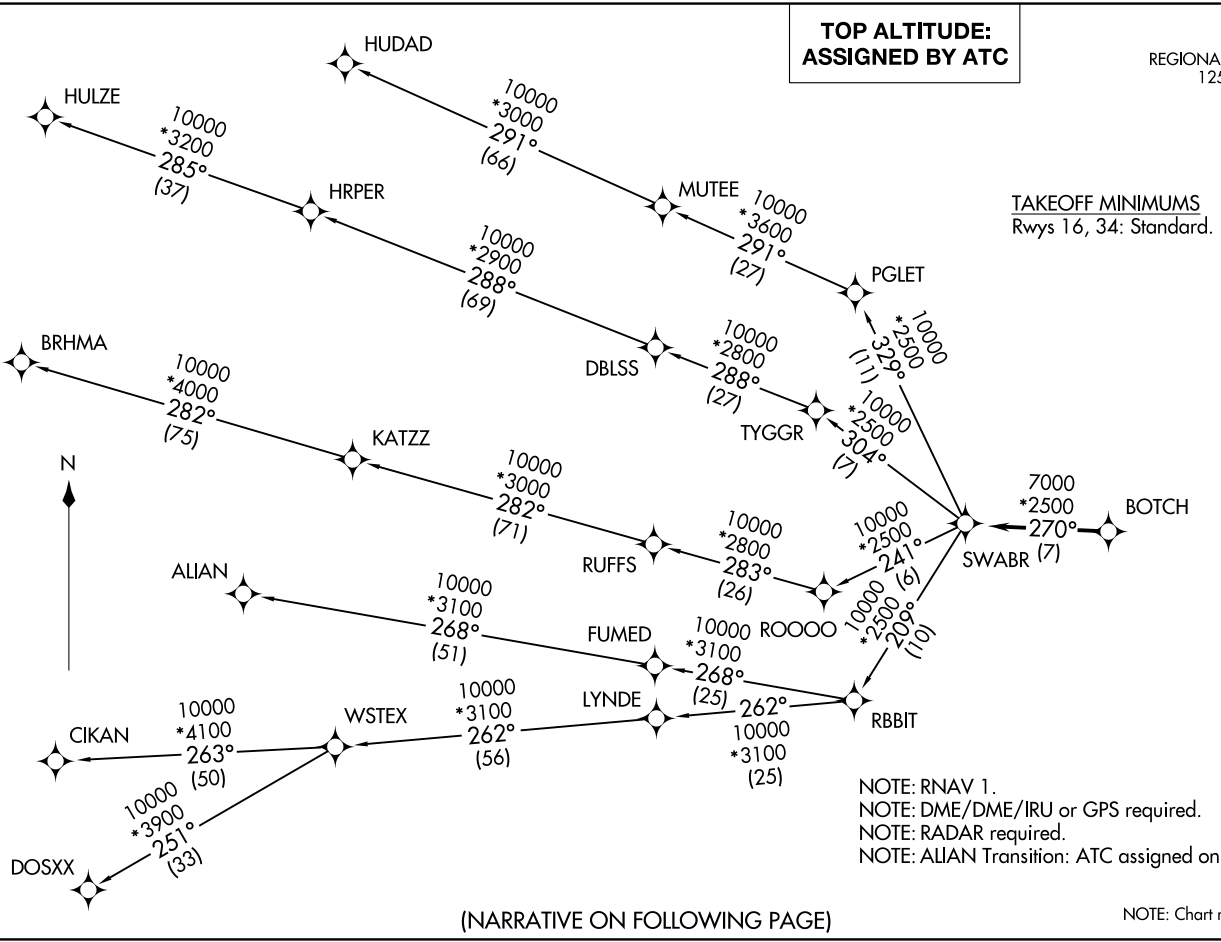 TOP ALTITUDE:
ASSIGNED BY ATC
REGIONA
125
TAKEOFF MINIMUMS
Rwys 16, 34: Standard.
HUDAD
10000
*3000
291°
(66)
MUTEE
10000
*3600
291°
(27)
PGLET
10000
*2500
329°
(11)
HULZE
10000
*3200
285°
(37)
HRPER
10000
*2900
288°
(69)
DBLSS
10000
*2800
288°
(27)
TYGGR
10000
*2500
304°
(7)
BRHMA
10000
*4000
282°
(75)
KATZZ
10000
*3000
282°
(71)
RUFFS
10000
*2800
283°
(26)
ROOOO
10000
*2500
241°
(6)
SWABR
7000
*2500
270°
(7)
BOTCH
N
ALIAN
10000
*3100
268°
(51)
FUMED
10000
*3100
268°
(25)
10000
*2500
209°
(10)
RBBIT
CIKAN
10000
*4100
263°
(50)
WSTEX
10000
*3100
262°
(56)
LYNDE
262°
10000
*3100
(25)
DOSXX
10000
*3900
251°
(33)
NOTE: RNAV 1.
NOTE: DME/DME/IRU or GPS required.
NOTE: RADAR required.
NOTE: ALIAN Transition: ATC assigned on
(NARRATIVE ON FOLLOWING PAGE)
NOTE: Chart